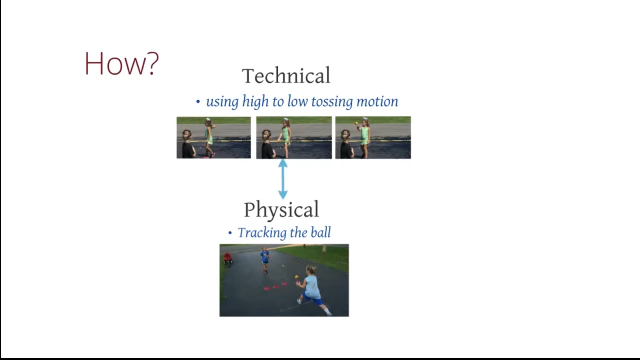 How?
Technical
• using high to low tossing motion
Physical
• Tracking the ball